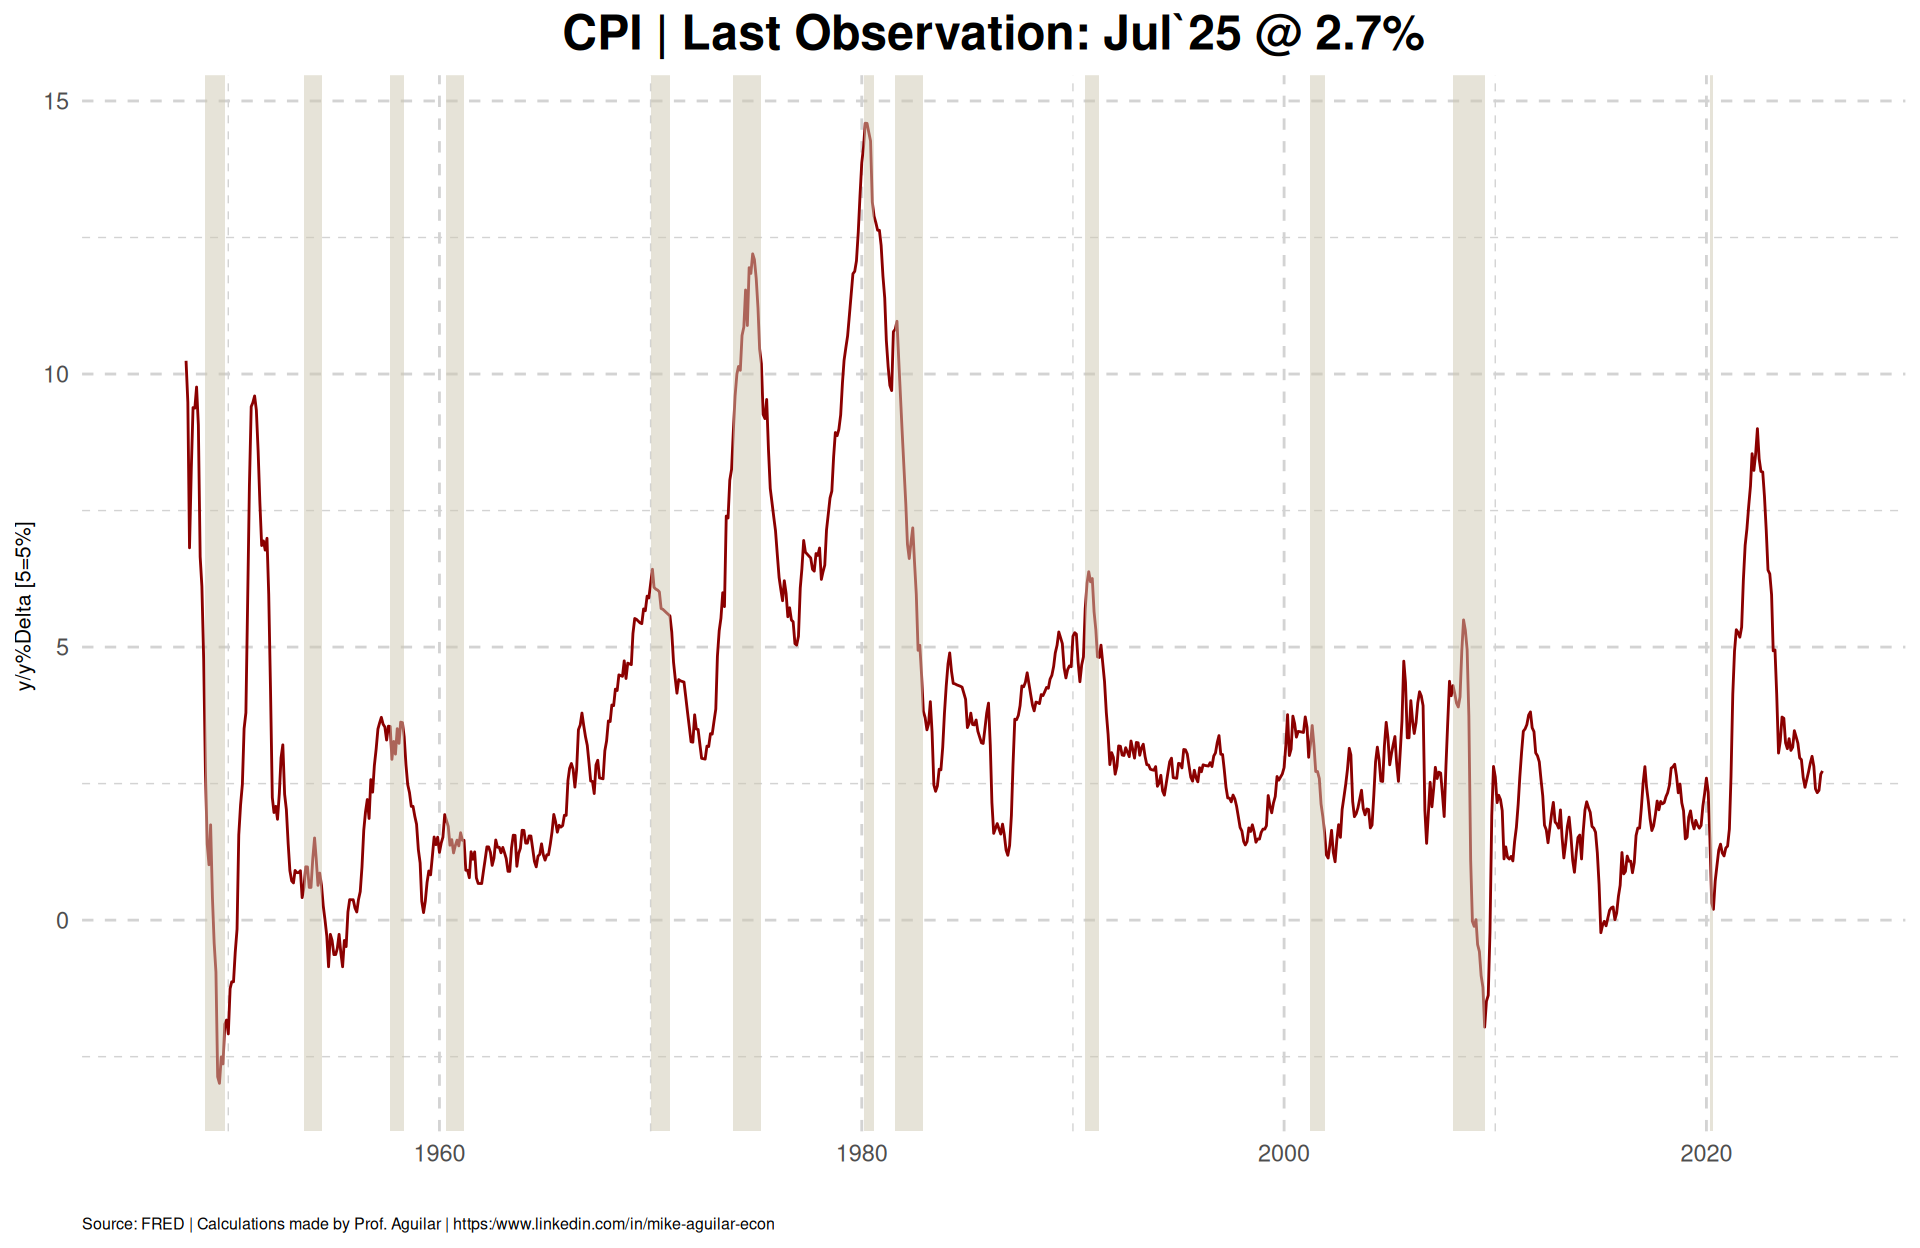 CPI | Last Observation: Jul`25 @ 2.7%
15
10
5
0
y/y%Delta [5=5%]
1960
1980
2000
2020
Source: FRED | Calculations made by Prof. Aguilar | https:/www.linkedin.com/in/mike-aguilar-econ